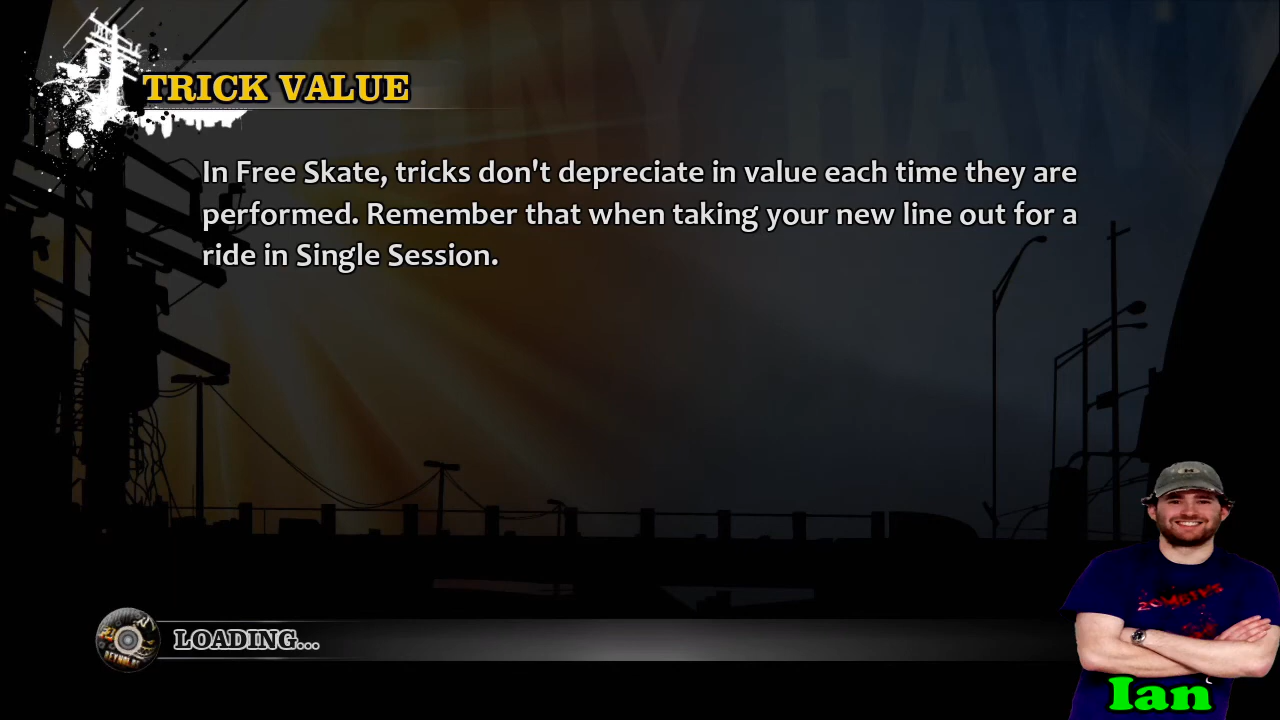 TRICK VALUE
In Free Skate, tricks don't depreciate in value each time they are
performed. Remember that when taking your new line out for a
ride in Single Session.
LOADING...
ZOMBIES
Ian